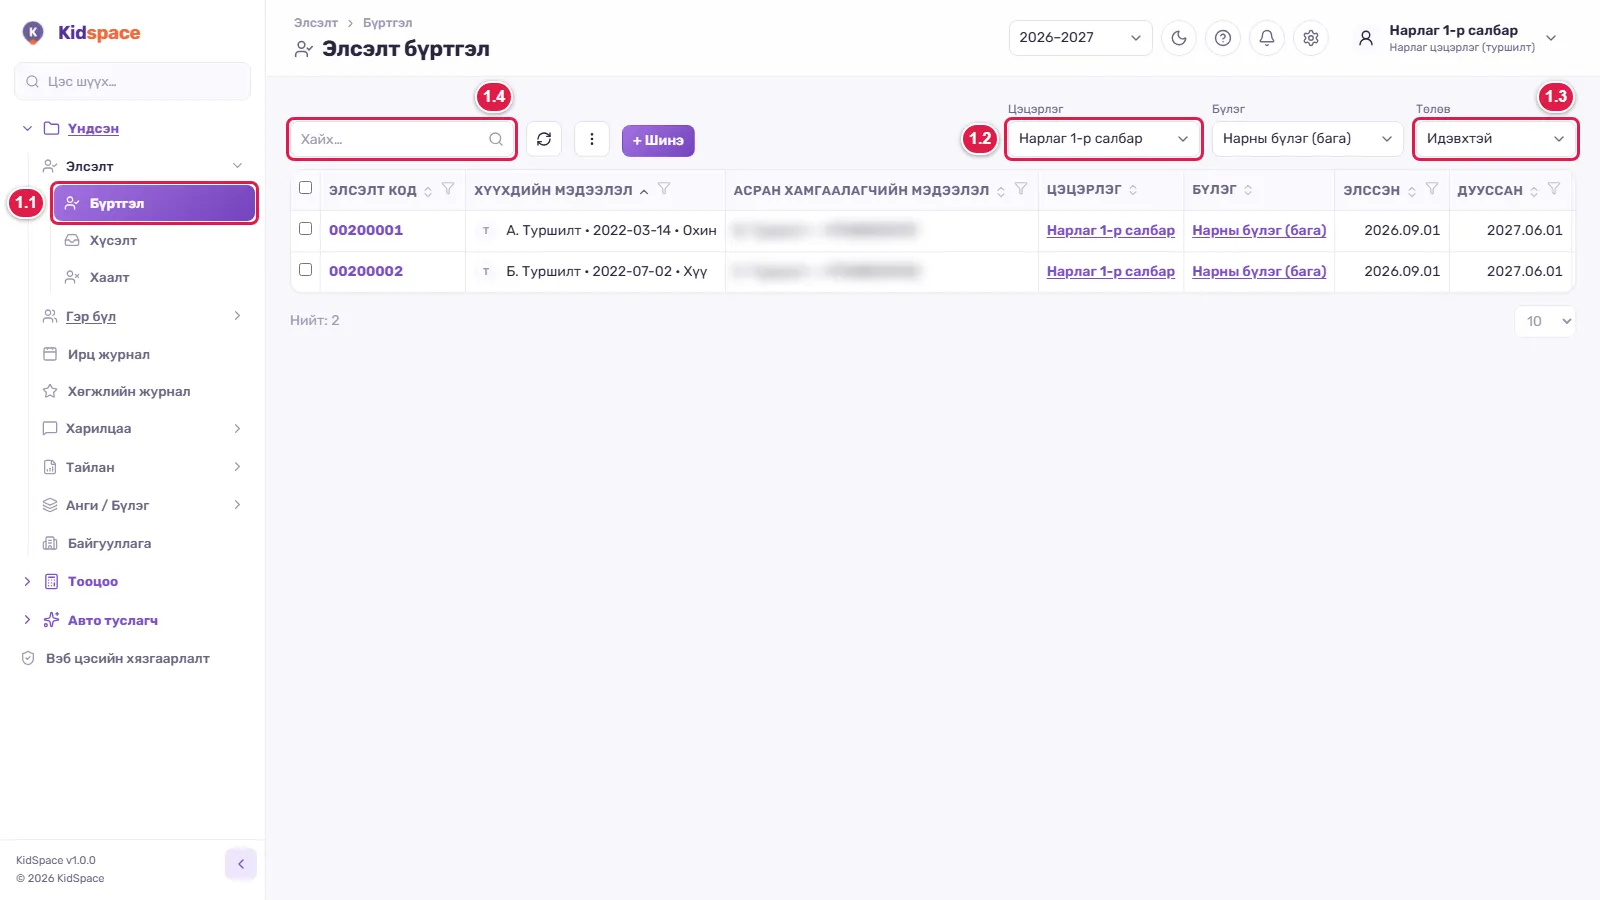 Kidspace
Цэс шүүх...
Үндсэн
Элсэлт
1.1
Бүртгэл
Хүсэлт
Хаалт
Гэр бүл
Ирц журнал
Хөгжлийн журнал
Харилцаа
Тайлан
Анги / Бүлэг
Байгууллага
Тооцоо
Авто туслагч
Вэб цэсийн хязгаарлалт
KidSpace v1.0.0
© 2026 KidSpace
Элсэлт > Бүртгэл
Элсэлт бүртгэл
2026-2027
Нарлаг 1-р салбар
Нарлаг цэцэрлэг (туршилт)
1.4
Хайх...
+ Шинэ
1.2
Цэцэрлэг
Нарлаг 1-р салбар
Бүлэг
Нарны бүлэг (бага)
Төлөв
1.3
Идэвхтэй
ЭЛСЭЛТ КОД ХҮҮХДИЙН МЭДЭЭЛЭЛ АСРАН ХАМГААЛАГЧИЙН МЭДЭЭЛЭЛ ЦЭЦЭРЛЭГ БҮЛЭГ ЭЛССЭН ДУУССАН
00200001 Т А. Туршилт • 2022-03-14 • Охин Нарлаг 1-р салбар Нарны бүлэг (бага) 2026.09.01 2027.06.01
00200002 Т Б. Туршилт • 2022-07-02 • Хүү Нарлаг 1-р салбар Нарны бүлэг (бага) 2026.09.01 2027.06.01
Нийт: 2
10